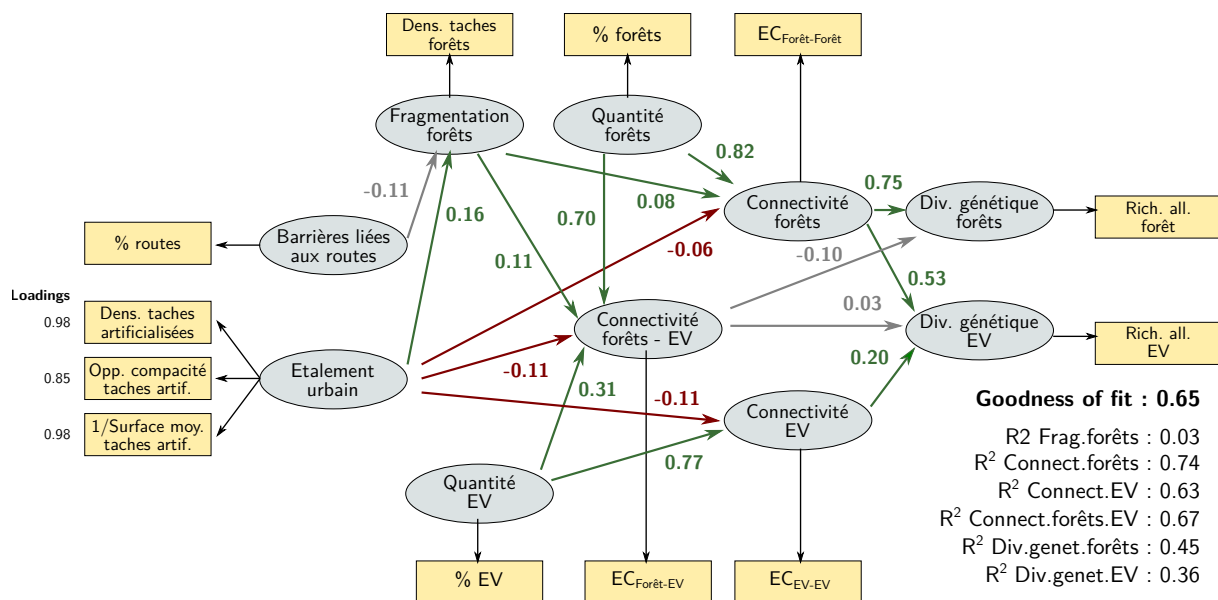 Dens. taches
forêts
% forêts
EC Forêt-Forêt
Fragmentation
forêts
Quantité
forêts
0.82
-0.11
0.16
0.08
0.75
Connectivité
forêts
Div. génétique
forêts
Rich. all.
forêt
% routes
Barrières liées
aux routes
0.70
0.11
-0.06
-0.10
0.53
Loadings
0.98
Dens. taches
artificialisées
0.85
Opp. compacité
taches artif.
0.98
1/Surface moy.
taches artif.
Etalement
urbain
Connectivité
forêts - EV
0.03
Div. génétique
EV
Rich. all.
EV
-0.11
0.31
-0.11
0.20
Connectivité
EV
0.77
Quantité
EV
% EV
EC Forêt-EV
EC EV-EV
Goodness of fit : 0.65
R2 Frag.forêts : 0.03
R² Connect.forêts : 0.74
R² Connect.EV : 0.63
R² Connect.forêts.EV : 0.67
R² Div.genet.forêts : 0.45
R² Div.genet.EV : 0.36